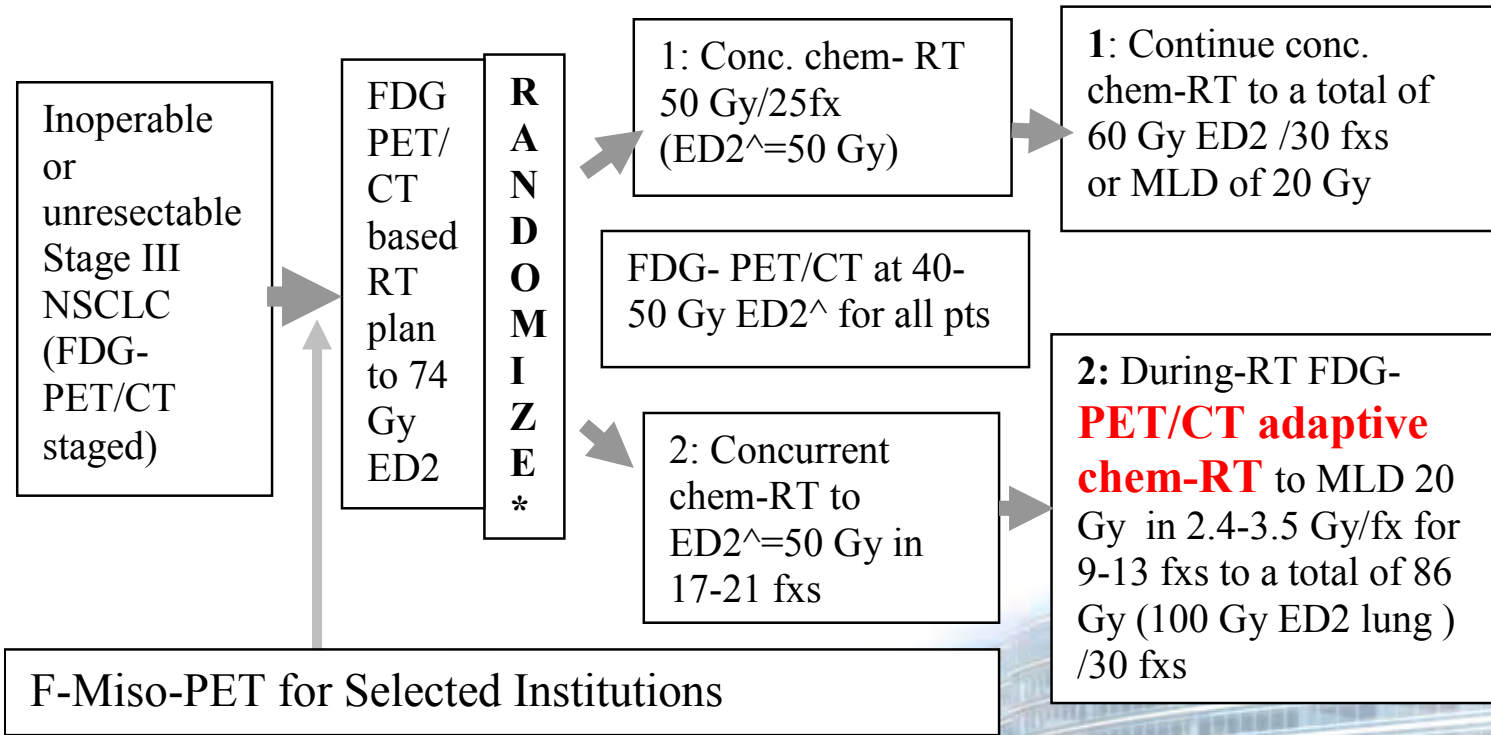 Inoperable
or
unresectable
Stage III
NSCLC
(FDG-
PET/CT
staged)
FDG
PET/
CT
based
RT
plan
to 74
Gy
ED2
R
A
N
D
O
M
I
Z
E
*
1: Conc. chem- RT
50 Gy/25fx
(ED2^=50 Gy)
1: Continue conc.
chem-RT to a total of
60 Gy ED2 /30 fxs
or MLD of 20 Gy
FDG- PET/CT at 40-
50 Gy ED2^ for all pts
2: Concurrent
chem-RT to
ED2^=50 Gy in
17-21 fxs
2: During-RT FDG-
PET/CT adaptive
chem-RT to MLD 20
Gy in 2.4-3.5 Gy/fx for
9-13 fxs to a total of 86
Gy (100 Gy ED2 lung )
/30 fxs
F-Miso-PET for Selected Institutions